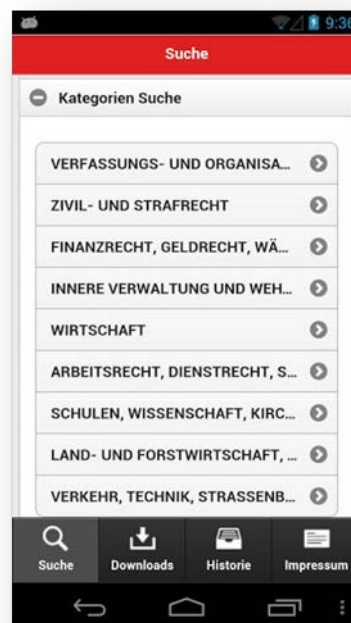 9:36
Suche
Kategorien Suche
VERFASSUNGS- UND ORGANISA...
ZIVIL- UND STRAFRECHT
FINANZRECHT, GELDRECHT, WÄ...
INNERE VERWALTUNG UND WEH...
WIRTSCHAFT
ARBEITSRECHT, DIENSTRECHT, S...
SCHULEN, WISSENSCHAFT, KIRC...
LAND- UND FORSTWIRTSCHAFT, ...
VERKEHR, TECHNIK, STRASSENB...
Suche Downloads Historie Impressum